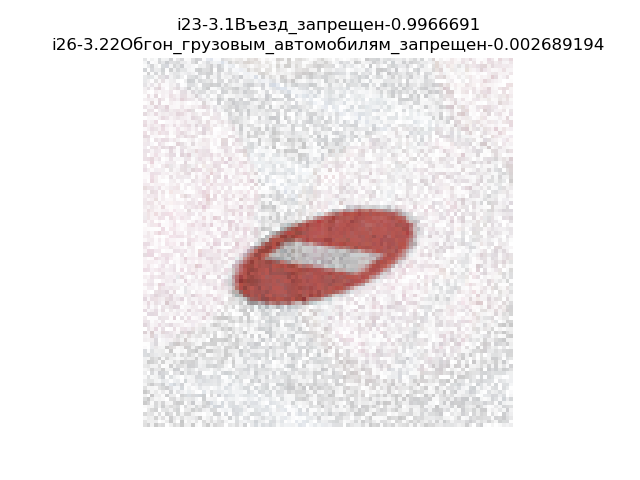 i23-3.1Въезд_запрещен-0.9966691
i26-3.22Обгон_грузовым_автомобилям_запрещен-0.002689194